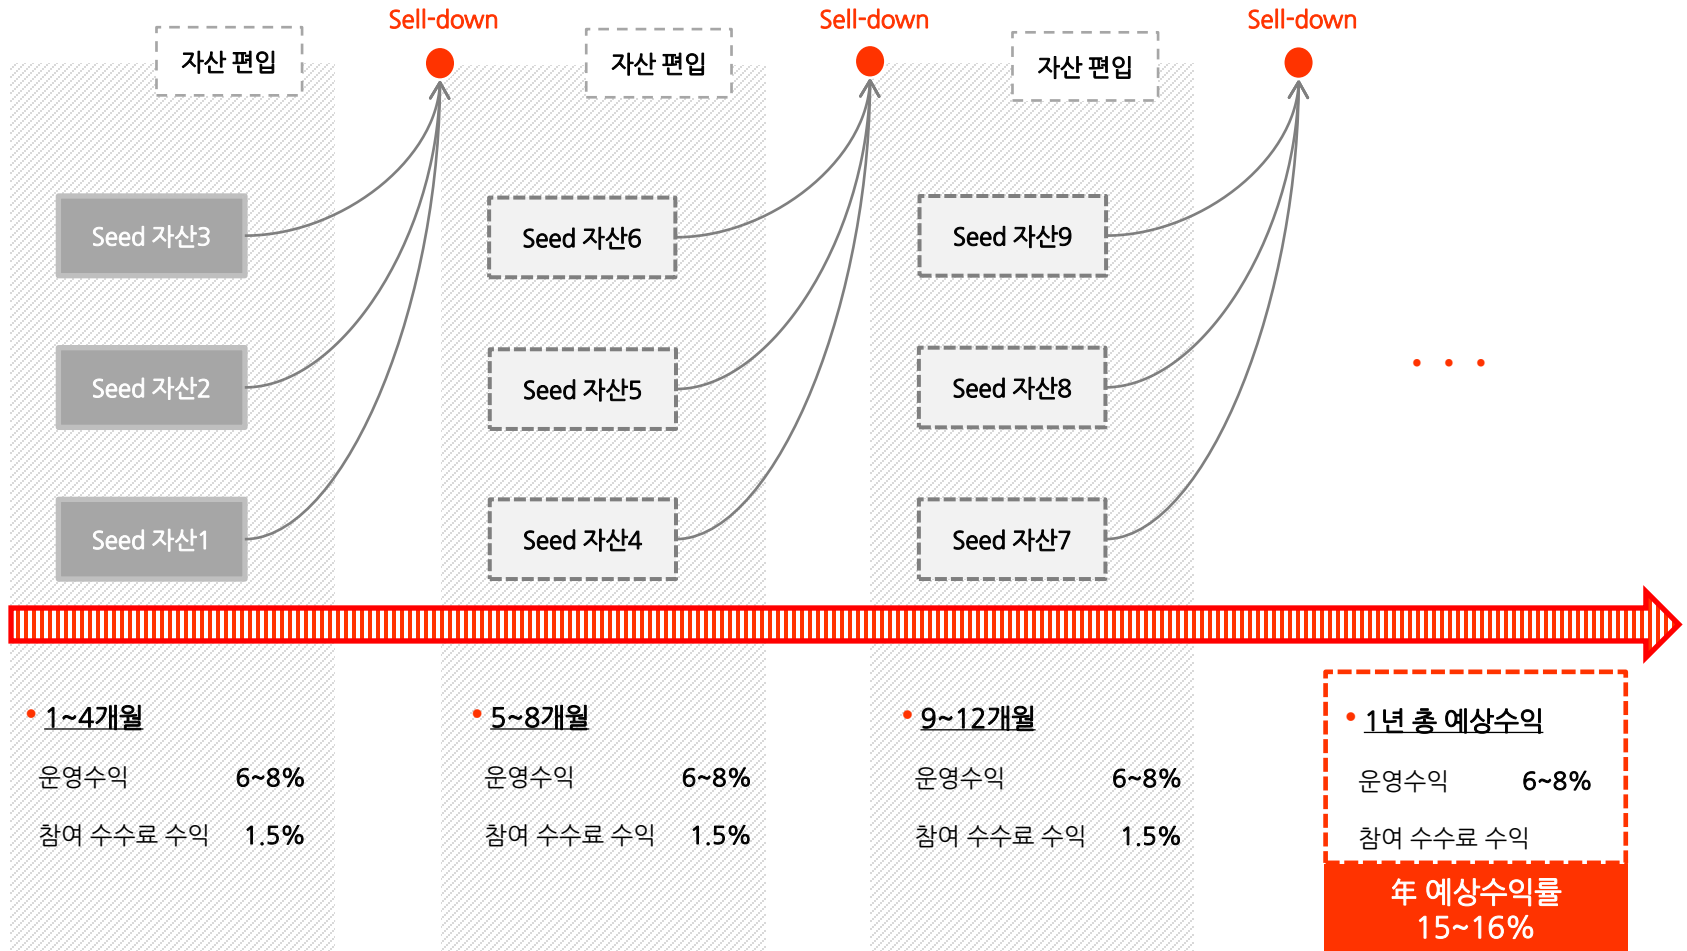 Sell-down
Sell-down
Sell-down
자산 편입
자산 편입
자산 편입
Seed 자산3
Seed 자산6
Seed 자산9
Seed 자산2
Seed 자산5
Seed 자산8
. . .
Seed 자산1
Seed 자산4
Seed 자산7
• 1~4개월
운영수익 6~8%
참여 수수료 수익 1.5%
• 5~8개월
운영수익 6~8%
참여 수수료 수익 1.5%
• 9~12개월
운영수익 6~8%
참여 수수료 수익 1.5%
• 1년 총 예상수익
운영수익 6~8%
참여 수수료 수익
年 예상수익률
15~16%